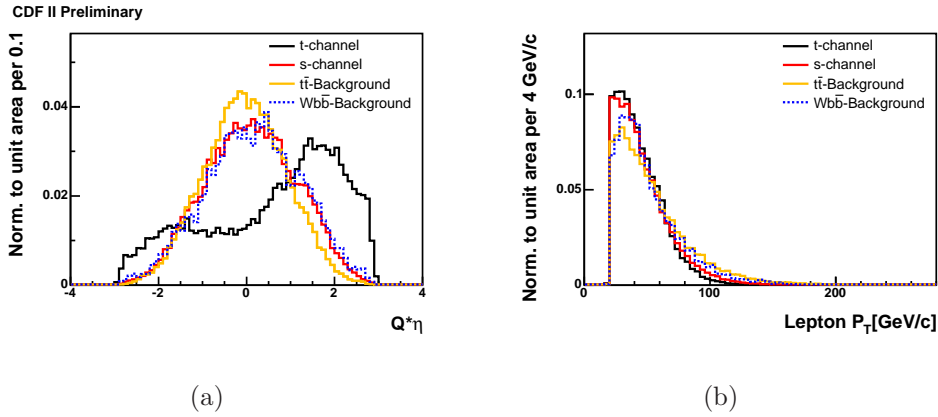 CDF II Preliminary
Norm. to unit area per 0.1
t-channel
s-channel
tt̄-Background
Wbb̄-Background
0.04
0.02
0
-4
-2
0
2
4
Q*η
(a)
Norm. to unit area per 4 GeV/c
t-channel
s-channel
tt̄-Background
Wbb̄-Background
0.1
0.05
0
0
100
200
Lepton P_T[GeV/c]
(b)